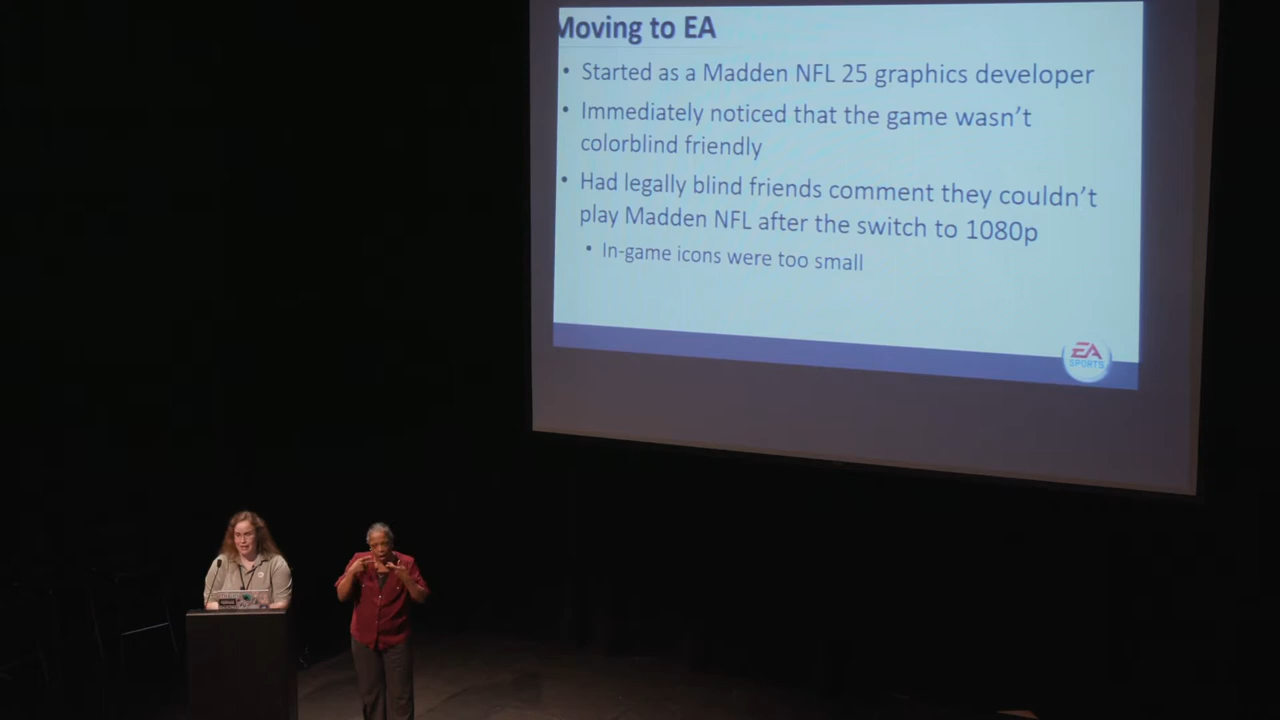 Moving to EA
• Started as a Madden NFL 25 graphics developer
• Immediately noticed that the game wasn't
colorblind friendly
• Had legally blind friends comment they couldn't
play Madden NFL after the switch to 1080p
• In-game icons were too small
EA
SPORTS